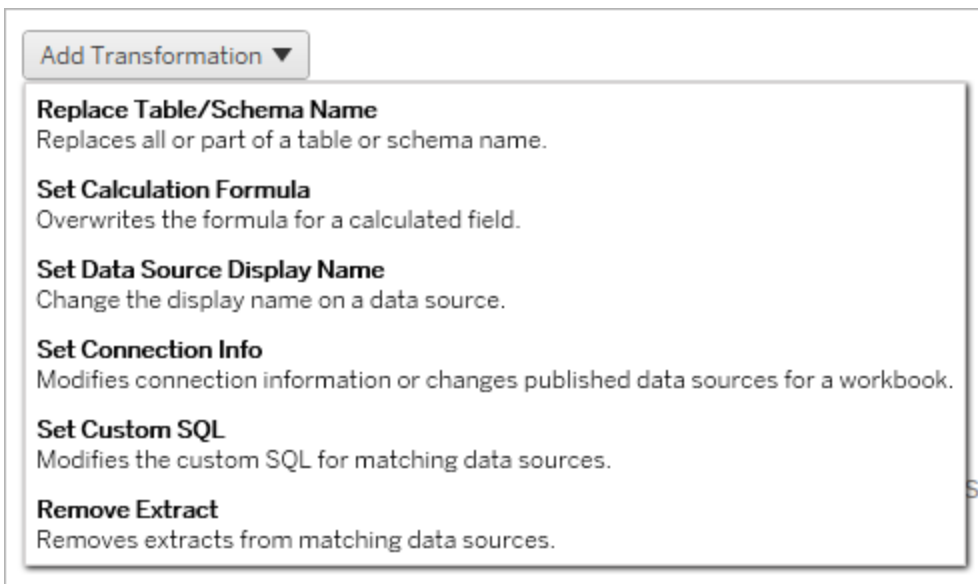 Add Transformation ▼
Replace Table/Schema Name
Replaces all or part of a table or schema name.
Set Calculation Formula
Overwrites the formula for a calculated field.
Set Data Source Display Name
Change the display name on a data source.
Set Connection Info
Modifies connection information or changes published data sources for a workbook.
Set Custom SQL
Modifies the custom SQL for matching data sources.
Remove Extract
Removes extracts from matching data sources.